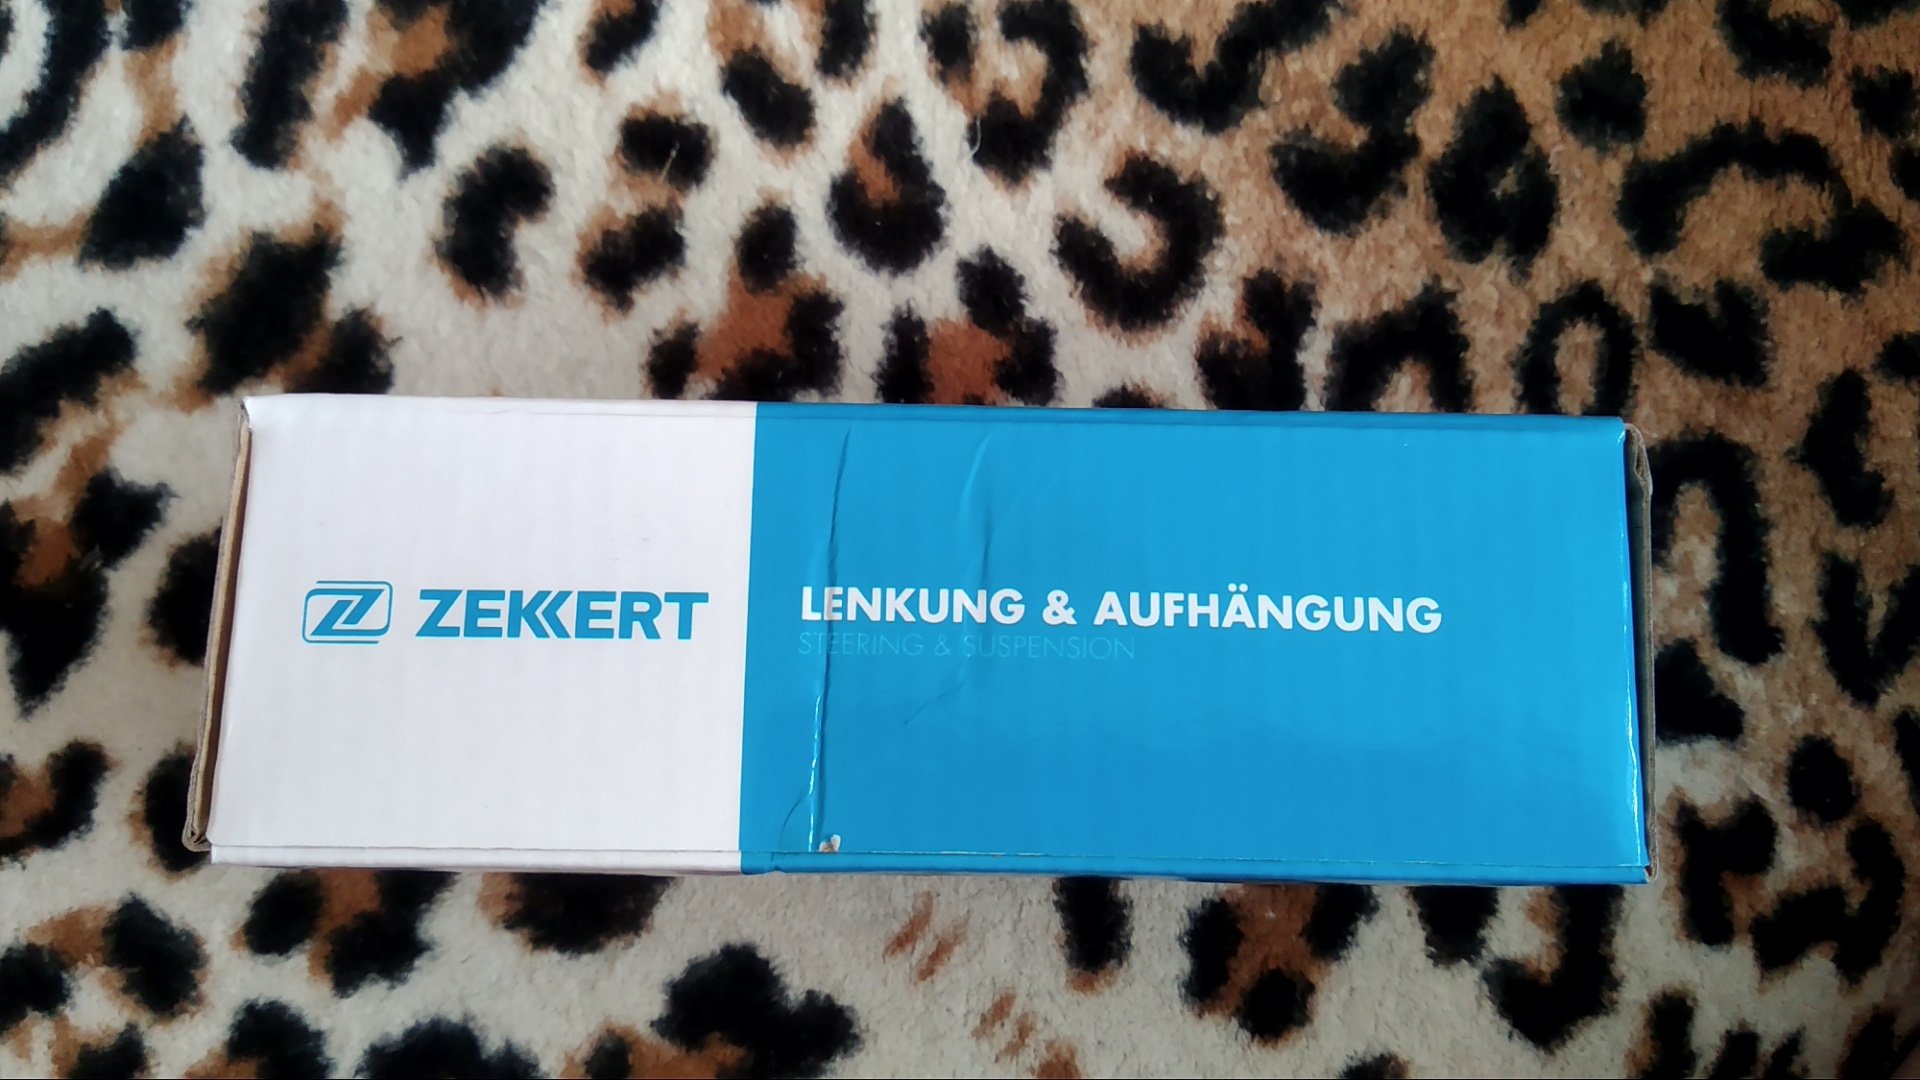 ZEKKERT
LENKUNG & AUFHÄNGUNG
STEERING & SUSPENSION